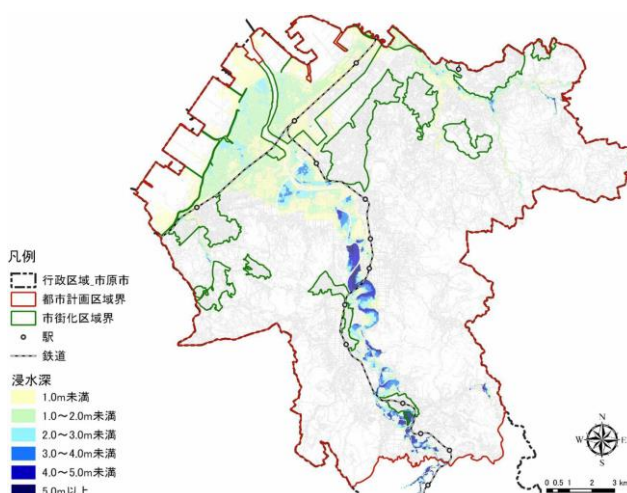 凡例
行政区域_市原市
都市計画区域界
市街化区域界
駅
鉄道
浸水深
1.0m未満
1.0～2.0m未満
2.0～3.0m未満
3.0～4.0m未満
4.0～5.0m未満
5.0m以上
N
W
E
S
0 0.5 1 2 3 km